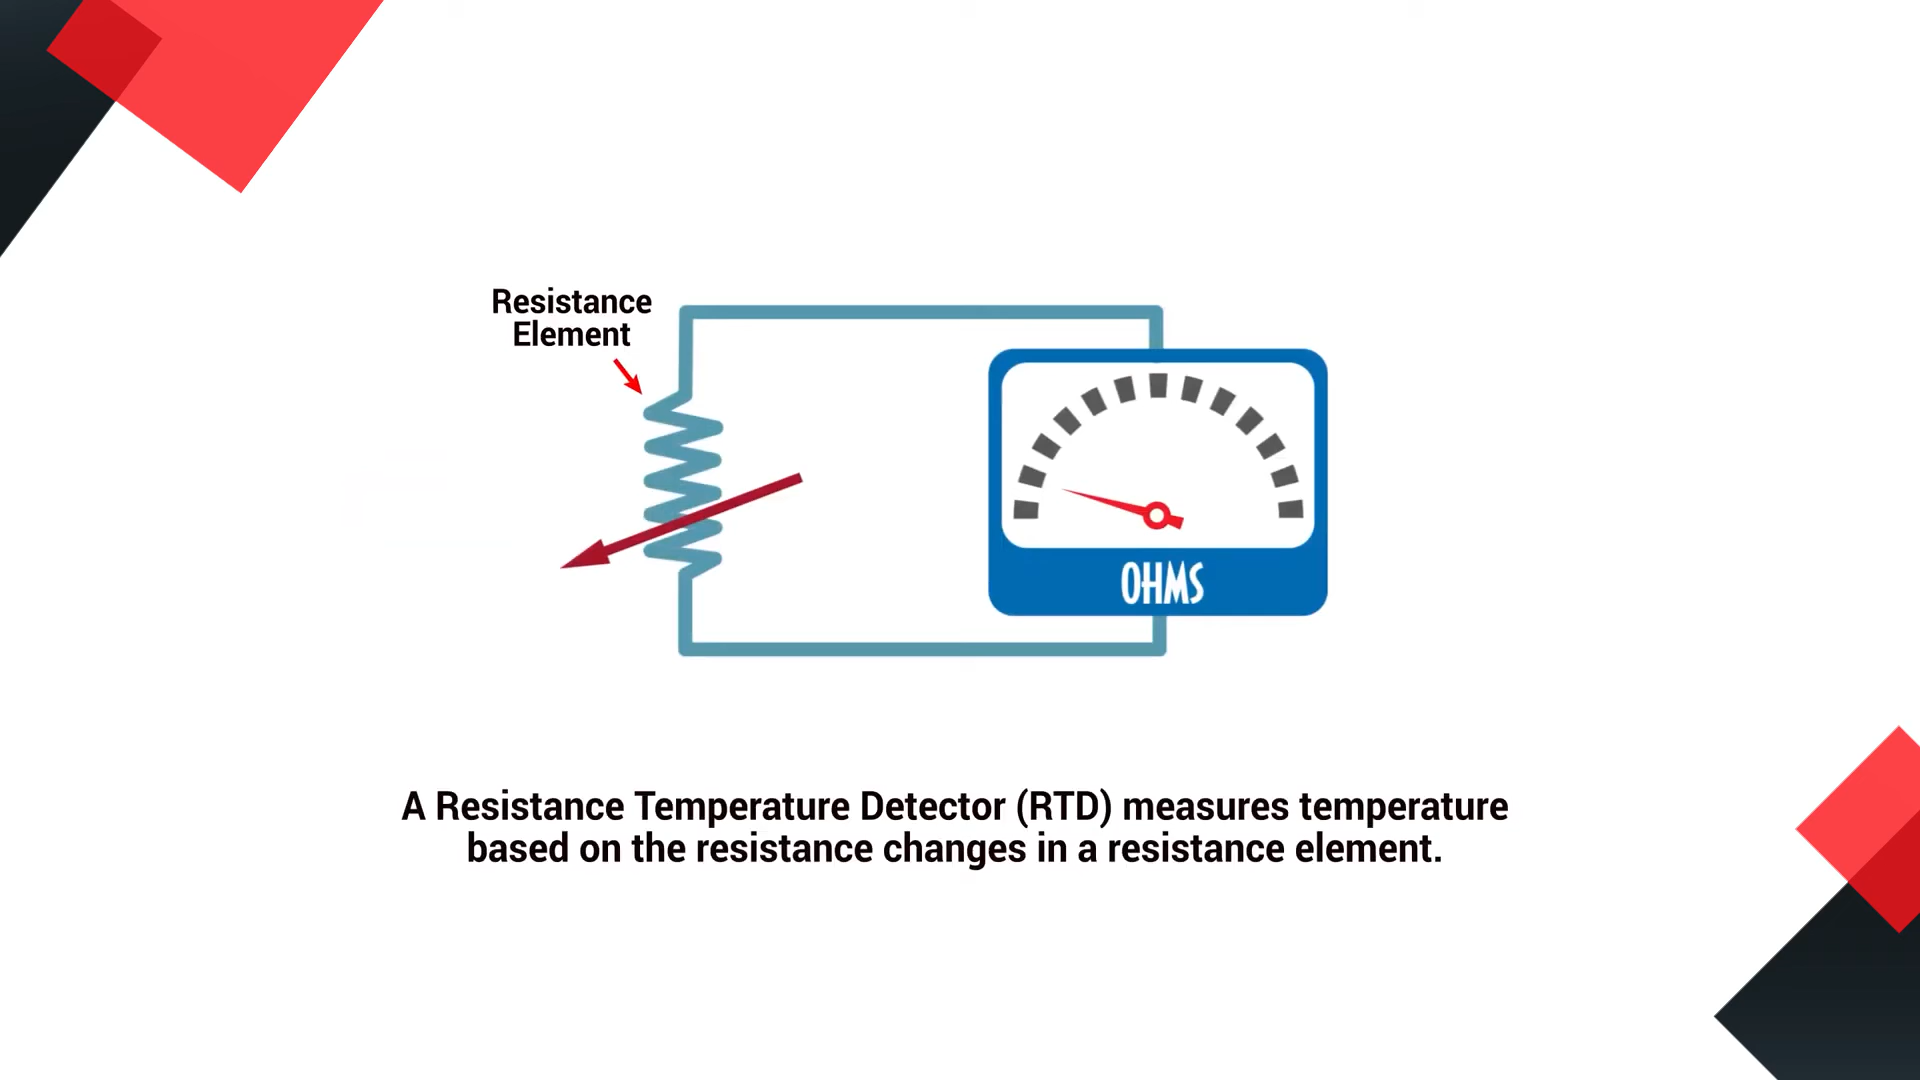 Resistance
Element
OHMS
A Resistance Temperature Detector (RTD) measures temperature
based on the resistance changes in a resistance element.